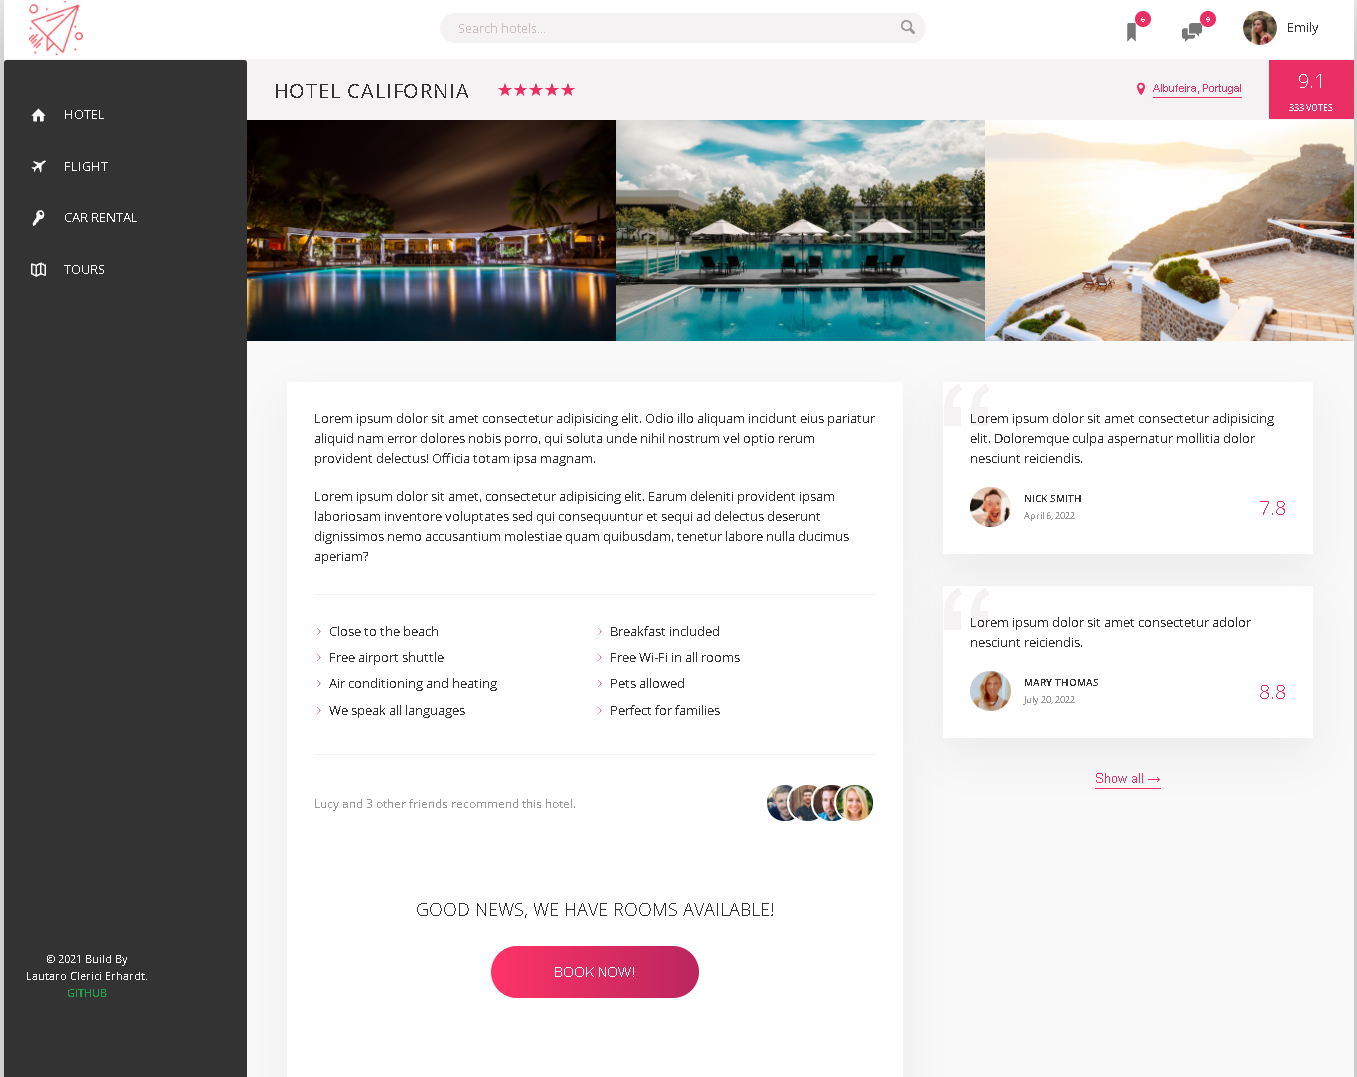 Search hotels...
6
9
Emily
HOTEL
FLIGHT
CAR RENTAL
TOURS
© 2021 Build By
Lautaro Clerici Erhardt.
GITHUB
HOTEL CALIFORNIA
Albufeira, Portugal
9.1
333 VOTES
Lorem ipsum dolor sit amet consectetur adipisicing elit. Odio illo aliquam incidunt eius pariatur
aliquid nam error dolores nobis porro, qui soluta unde nihil nostrum vel optio rerum
provident delectus! Officia totam ipsa magnam.
Lorem ipsum dolor sit amet, consectetur adipisicing elit. Earum deleniti provident ipsam
laboriosam inventore voluptates sed qui consequuntur et sequi ad delectus deserunt
dignissimos nemo accusantium molestiae quam quibusdam, tenetur labore nulla ducimus
aperiam?
Close to the beach
Free airport shuttle
Air conditioning and heating
We speak all languages
Breakfast included
Free Wi-Fi in all rooms
Pets allowed
Perfect for families
Lucy and 3 other friends recommend this hotel.
GOOD NEWS, WE HAVE ROOMS AVAILABLE!
BOOK NOW!
“
Lorem ipsum dolor sit amet consectetur adipisicing
elit. Doloremque culpa aspernatur mollitia dolor
nesciunt reiciendis.
NICK SMITH
April 6, 2022
7.8
“
Lorem ipsum dolor sit amet consectetur adolor
nesciunt reiciendis.
MARY THOMAS
July 20, 2022
8.8
Show all →